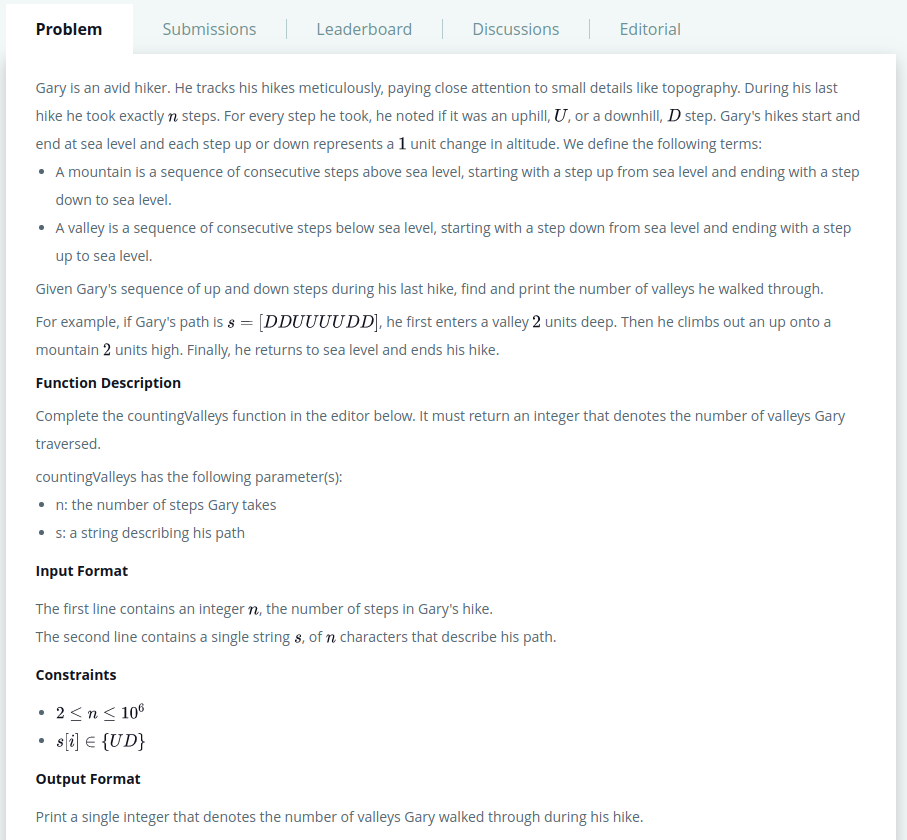 Problem
Submissions
Leaderboard
Discussions
Editorial
Gary is an avid hiker. He tracks his hikes meticulously, paying close attention to small details like topography. During his last
hike he took exactly n steps. For every step he took, he noted if it was an uphill, U, or a downhill, D step. Gary's hikes start and
end at sea level and each step up or down represents a 1 unit change in altitude. We define the following terms:
• A mountain is a sequence of consecutive steps above sea level, starting with a step up from sea level and ending with a step
down to sea level.
• A valley is a sequence of consecutive steps below sea level, starting with a step down from sea level and ending with a step
up to sea level.
Given Gary's sequence of up and down steps during his last hike, find and print the number of valleys he walked through.
For example, if Gary's path is s = [DDUUUUDD], he first enters a valley 2 units deep. Then he climbs out an up onto a
mountain 2 units high. Finally, he returns to sea level and ends his hike.
Function Description
Complete the countingValleys function in the editor below. It must return an integer that denotes the number of valleys Gary
traversed.
countingValleys has the following parameter(s):
• n: the number of steps Gary takes
• s: a string describing his path
Input Format
The first line contains an integer n, the number of steps in Gary's hike.
The second line contains a single string s, of n characters that describe his path.
Constraints
• 2 ≤ n ≤ 10⁶
• s[i] ∈ {UD}
Output Format
Print a single integer that denotes the number of valleys Gary walked through during his hike.